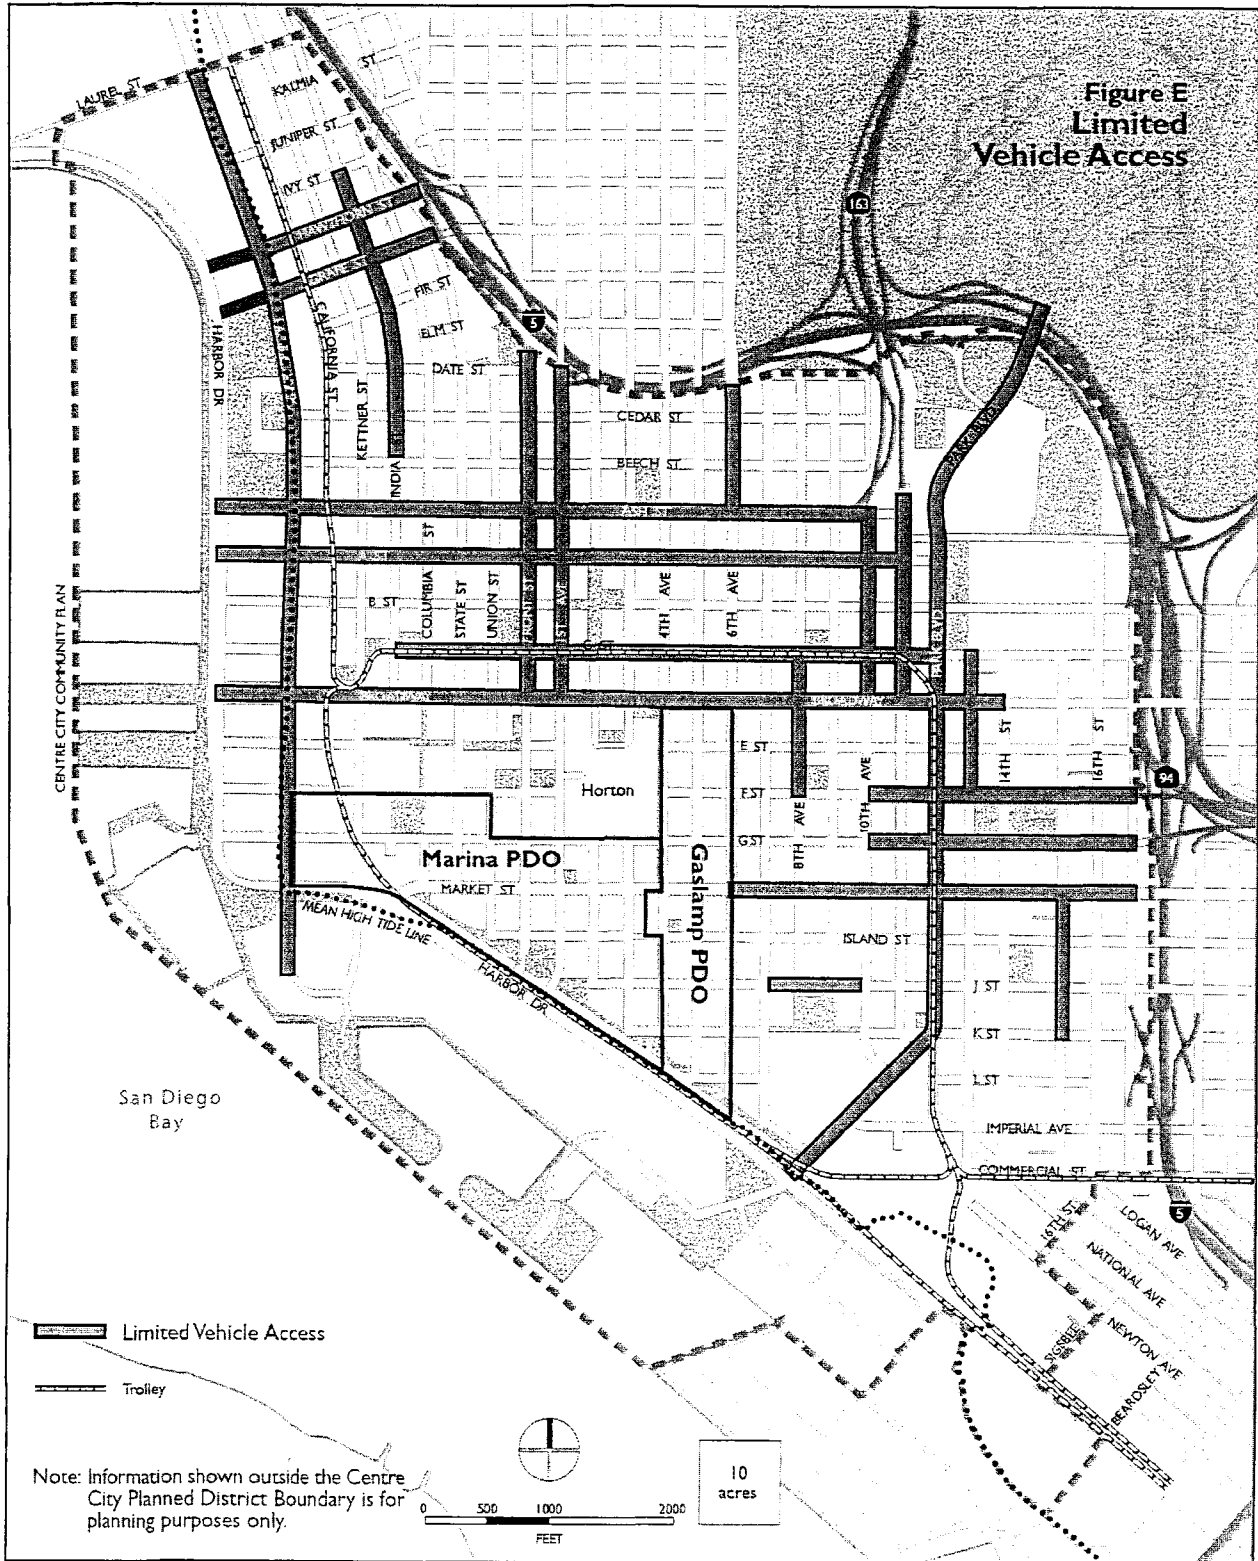 Figure E
Limited
Vehicle Access
LAUREL ST
KALMIA
ST
JUNIPER ST
IVY ST
HAWTHORN ST
163
FIR ST
ELM ST
5
HARBOR DR
CALIFORNIA ST
DATE ST
KETTNER ST
CEDAR ST
PARK BLVD
BEECH ST
INDIA ST
COLUMBIA ST
B ST
STATE ST
UNION ST
FRONT ST
1ST AVE
4TH AVE
6TH AVE
CENTRE CITY COMMUNITY PLAN
E ST
14TH ST
16TH ST
94
Horton
F ST
10TH AVE
8TH AVE
G ST
Marina PDO
MARKET ST
Gaslamp PDO
MEAN HIGH TIDE LINE
ISLAND ST
HARBOR DR
J ST
K ST
L ST
San Diego
Bay
IMPERIAL AVE
COMMERCIAL ST
5
16TH ST
LOGAN AVE
NATIONAL AVE
NEWTON AVE
SIGSBEE
BEARDSLEY
Limited Vehicle Access
Trolley
Note: Information shown outside the Centre
City Planned District Boundary is for
planning purposes only.
0 500 1000 2000
FEET
10
acres